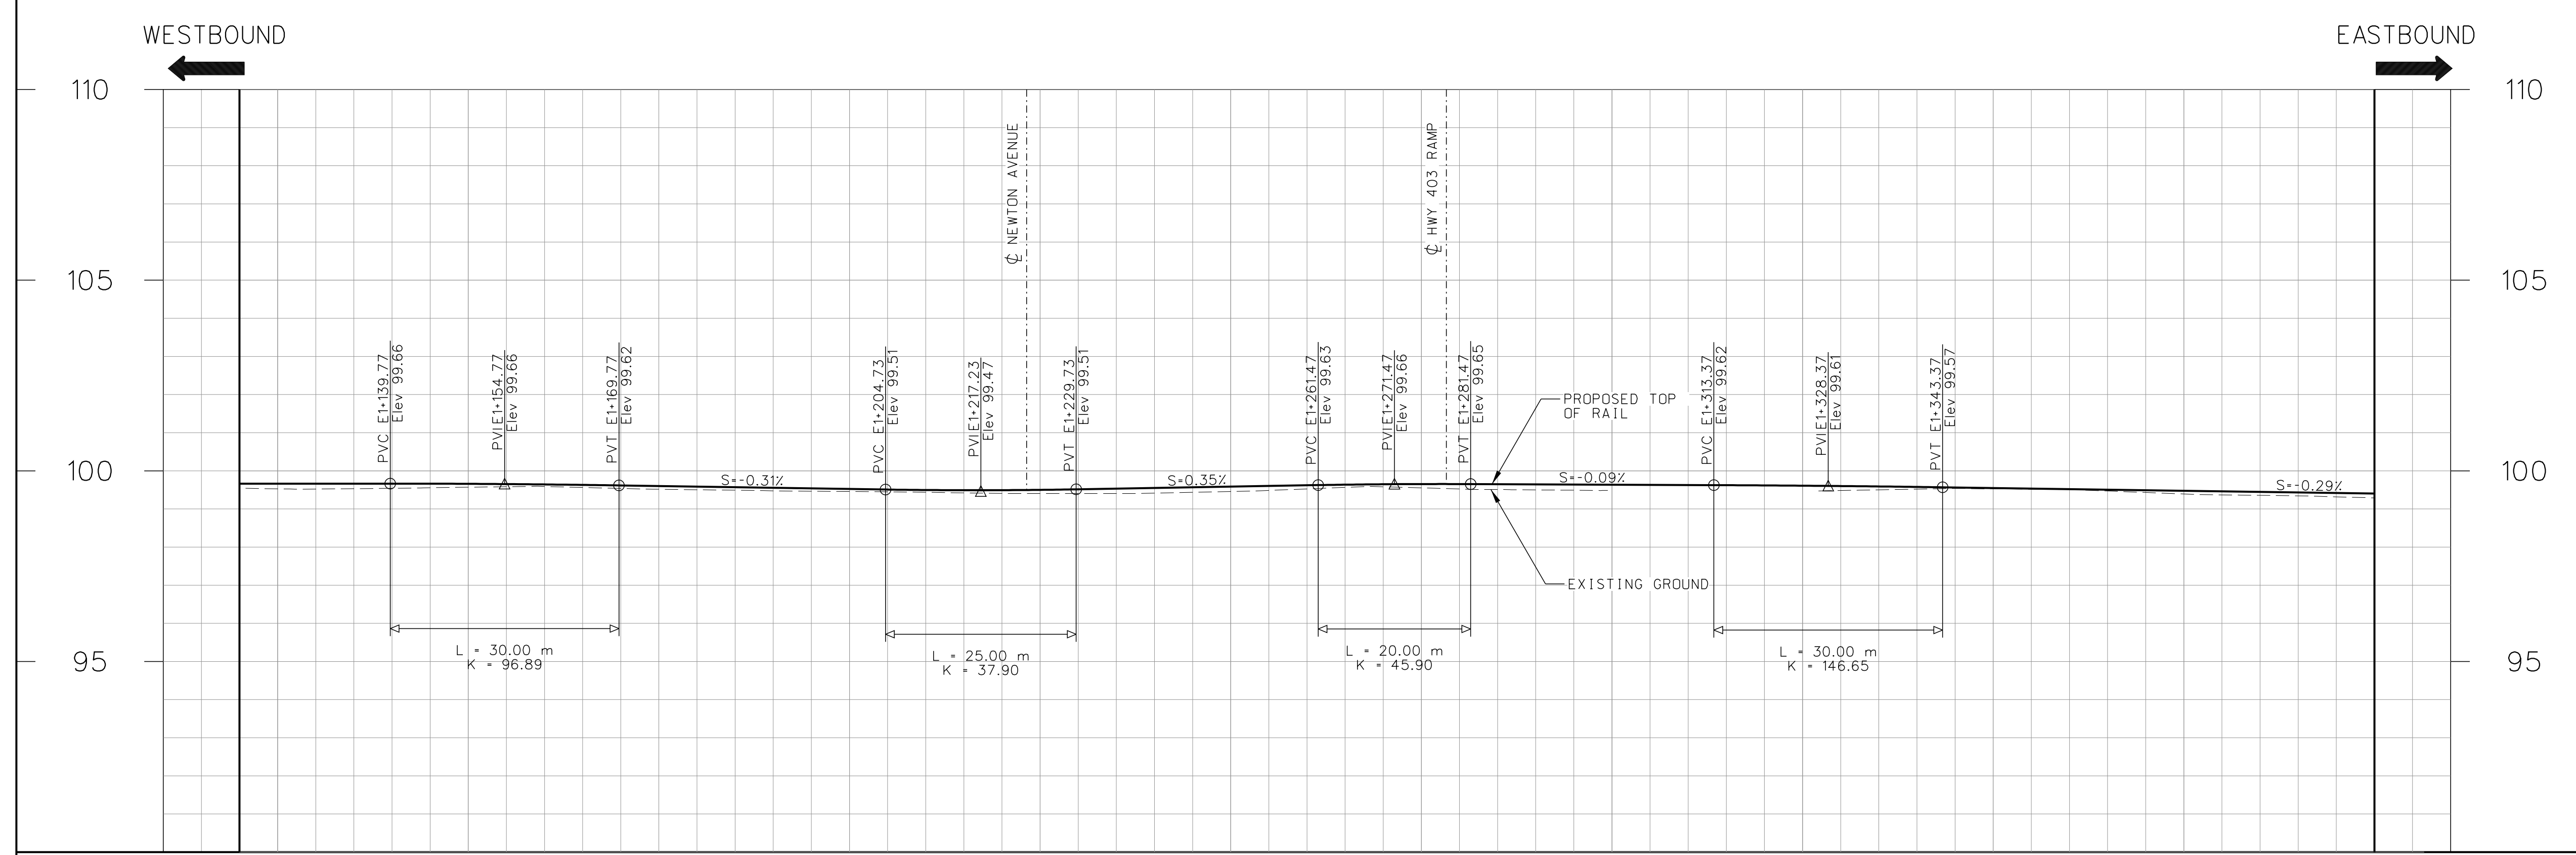 WESTBOUND
EASTBOUND
110
105
100
95
110
105
100
95
℄ NEWTON AVENUE
℄ HWY 403 RAMP
PVC E1+139.77
Elev 99.66
PVI E1+154.77
Elev 99.66
PVT E1+169.77
Elev 99.62
PVC E1+204.73
Elev 99.51
PVI E1+217.23
Elev 99.47
PVT E1+229.73
Elev 99.51
PVC E1+261.47
Elev 99.63
PVI E1+271.47
Elev 99.66
PVT E1+281.47
Elev 99.65
PVC E1+313.37
Elev 99.62
PVI E1+328.37
Elev 99.61
PVT E1+343.37
Elev 99.57
PROPOSED TOP
OF RAIL
S=-0.31%
S=0.35%
S=-0.09%
S=-0.29%
EXISTING GROUND
L = 30.00 m
K = 96.89
L = 25.00 m
K = 37.90
L = 20.00 m
K = 45.90
L = 30.00 m
K = 146.65